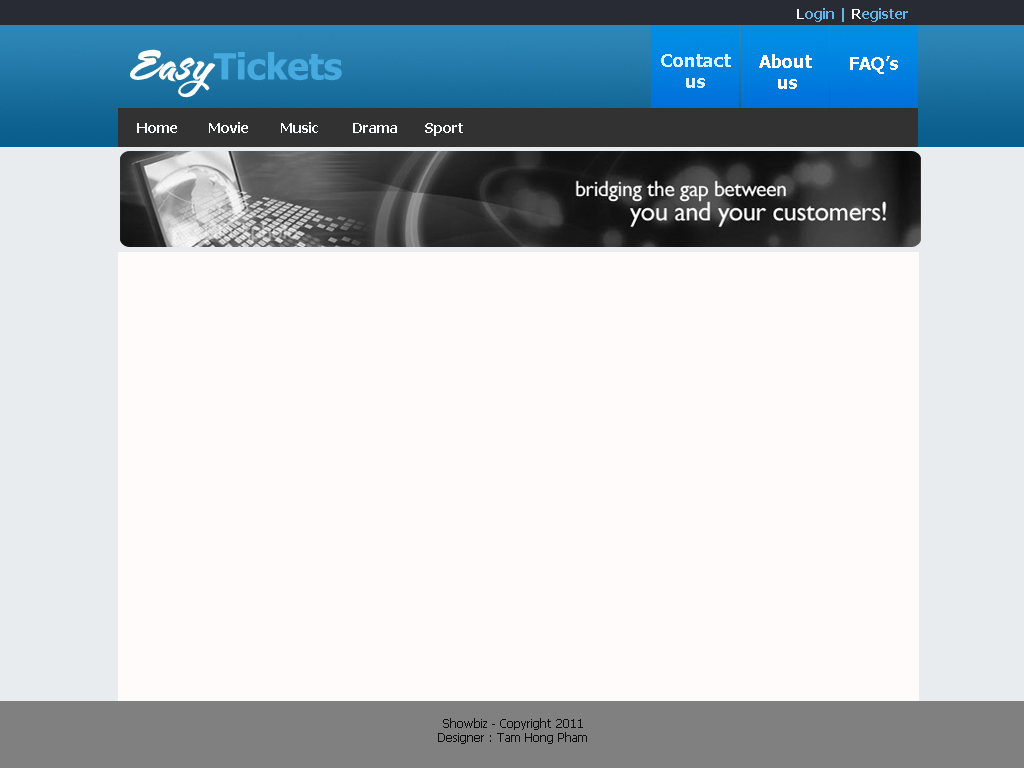 Login | Register
EasyTickets
Contact
us
About
us
FAQ's
Home Movie Music Drama Sport
bridging the gap between
you and your customers!
Showbiz - Copyright 2011
Designer : Tam Hong Pham